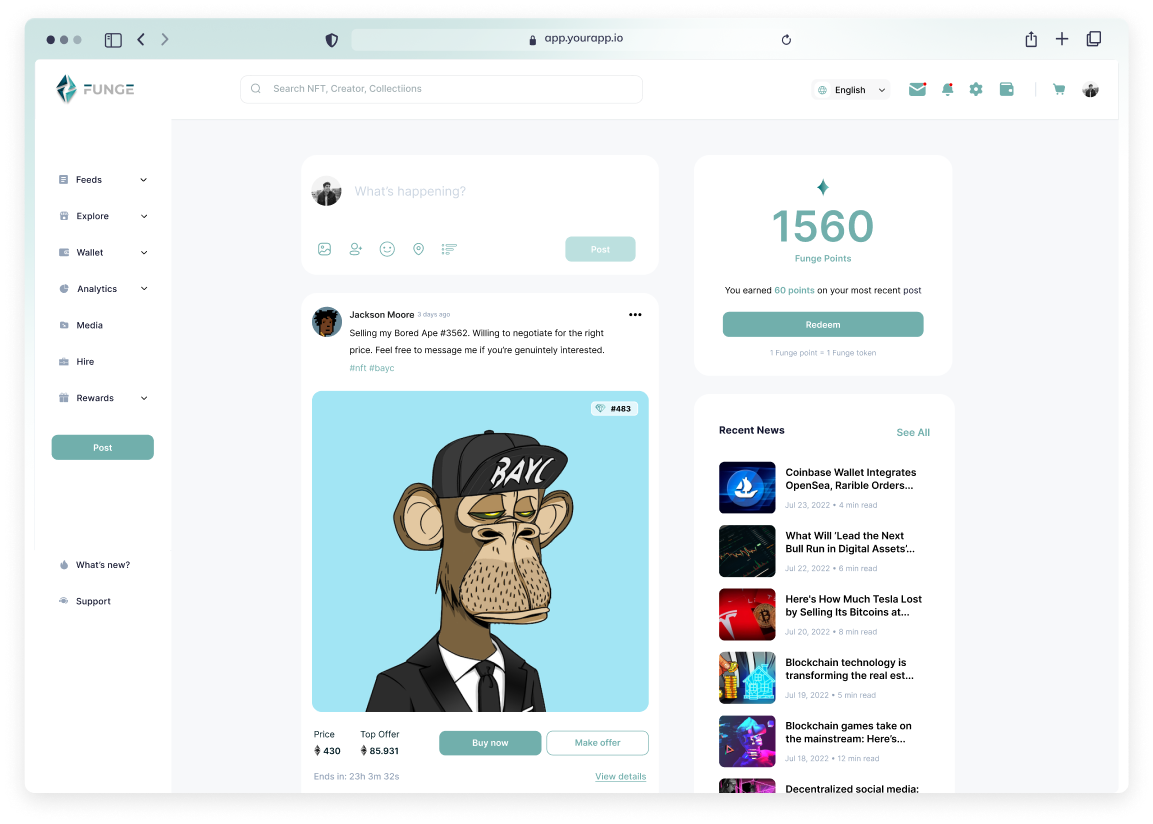 app.yourapp.io
FUNGE
Search NFT, Creator, Collectiions
English
Feeds
Explore
Wallet
Analytics
Media
Hire
Rewards
Post
What's new?
Support
What's happening?
Post
Jackson Moore 3 days ago
Selling my Bored Ape #3562. Willing to negotiate for the right
price. Feel free to message me if you're genuintely interested.
#nft #bayc
#483
BAYC
Price
430
Top Offer
85.931
Buy now
Make offer
Ends in: 23h 3m 32s
View details
1560
Funge Points
You earned 60 points on your most recent post
Redeem
1 Funge point = 1 Funge token
Recent News
See All
Coinbase Wallet Integrates
OpenSea, Rarible Orders...
Jul 23, 2022 • 4 min read
What Will 'Lead the Next
Bull Run in Digital Assets'...
Jul 22, 2022 • 6 min read
Here's How Much Tesla Lost
by Selling Its Bitcoins at...
Jul 20, 2022 • 8 min read
Blockchain technology is
transforming the real est...
Jul 19, 2022 • 5 min read
Blockchain games take on
the mainstream: Here's...
Jul 18, 2022 • 12 min read
Decentralized social media: